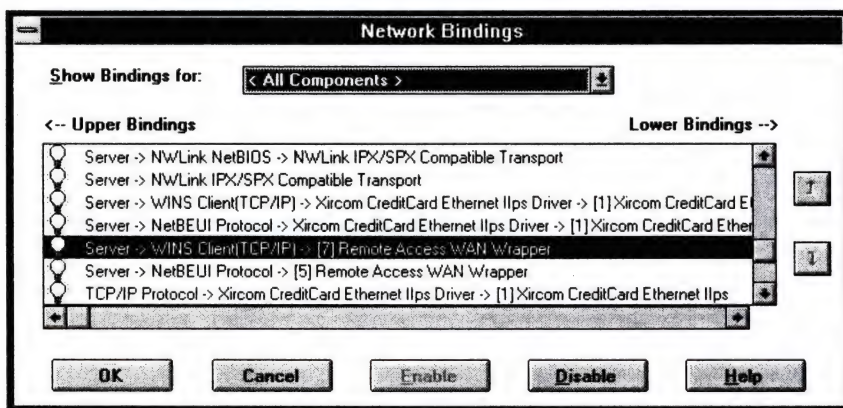 Network Bindings
Show Bindings for:
< All Components >
<-- Upper Bindings
Lower Bindings -->
Server -> NWLink NetBIOS -> NWLink IPX/SPX Compatible Transport
Server -> NWLink IPX/SPX Compatible Transport
Server -> WINS Client(TCP/IP) -> Xircom CreditCard Ethernet IIps Driver -> [1] Xircom CreditCard Et
Server -> NetBEUI Protocol -> Xircom CreditCard Ethernet IIps Driver -> [1] Xircom CreditCard Ether
Server -> WINS Client(TCP/IP) -> [7] Remote Access WAN Wrapper
Server -> NetBEUI Protocol -> [5] Remote Access WAN Wrapper
TCP/IP Protocol -> Xircom CreditCard Ethernet IIps Driver -> [1] Xircom CreditCard Ethernet IIps
OK
Cancel
Enable
Disable
Help